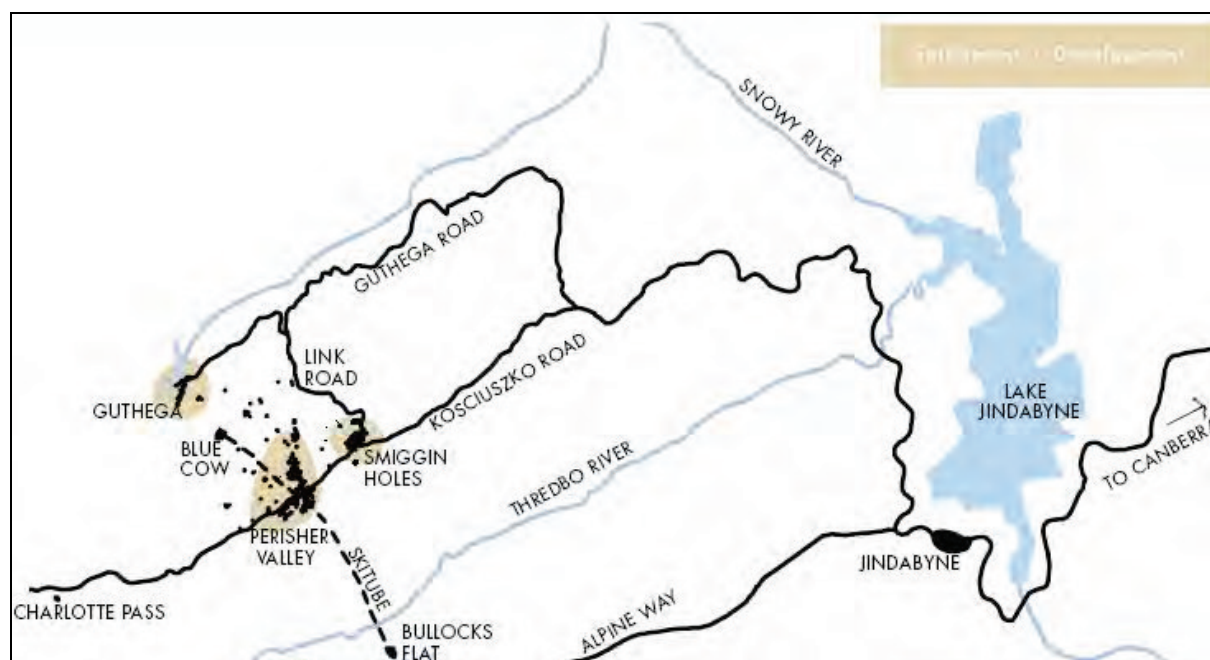 SNOWY RIVER
GUTHEGA ROAD
LINK
ROAD
KOSCIUSZKO ROAD
GUTHEGA
BLUE
COW
SMIGGIN
HOLES
LAKE
JINDABYNE
TO CANBERRA
THREDBO RIVER
PERISHER
VALLEY
SKITUBE
JINDABYNE
CHARLOTTE PASS
ALPINE WAY
BULLOCKS
FLAT